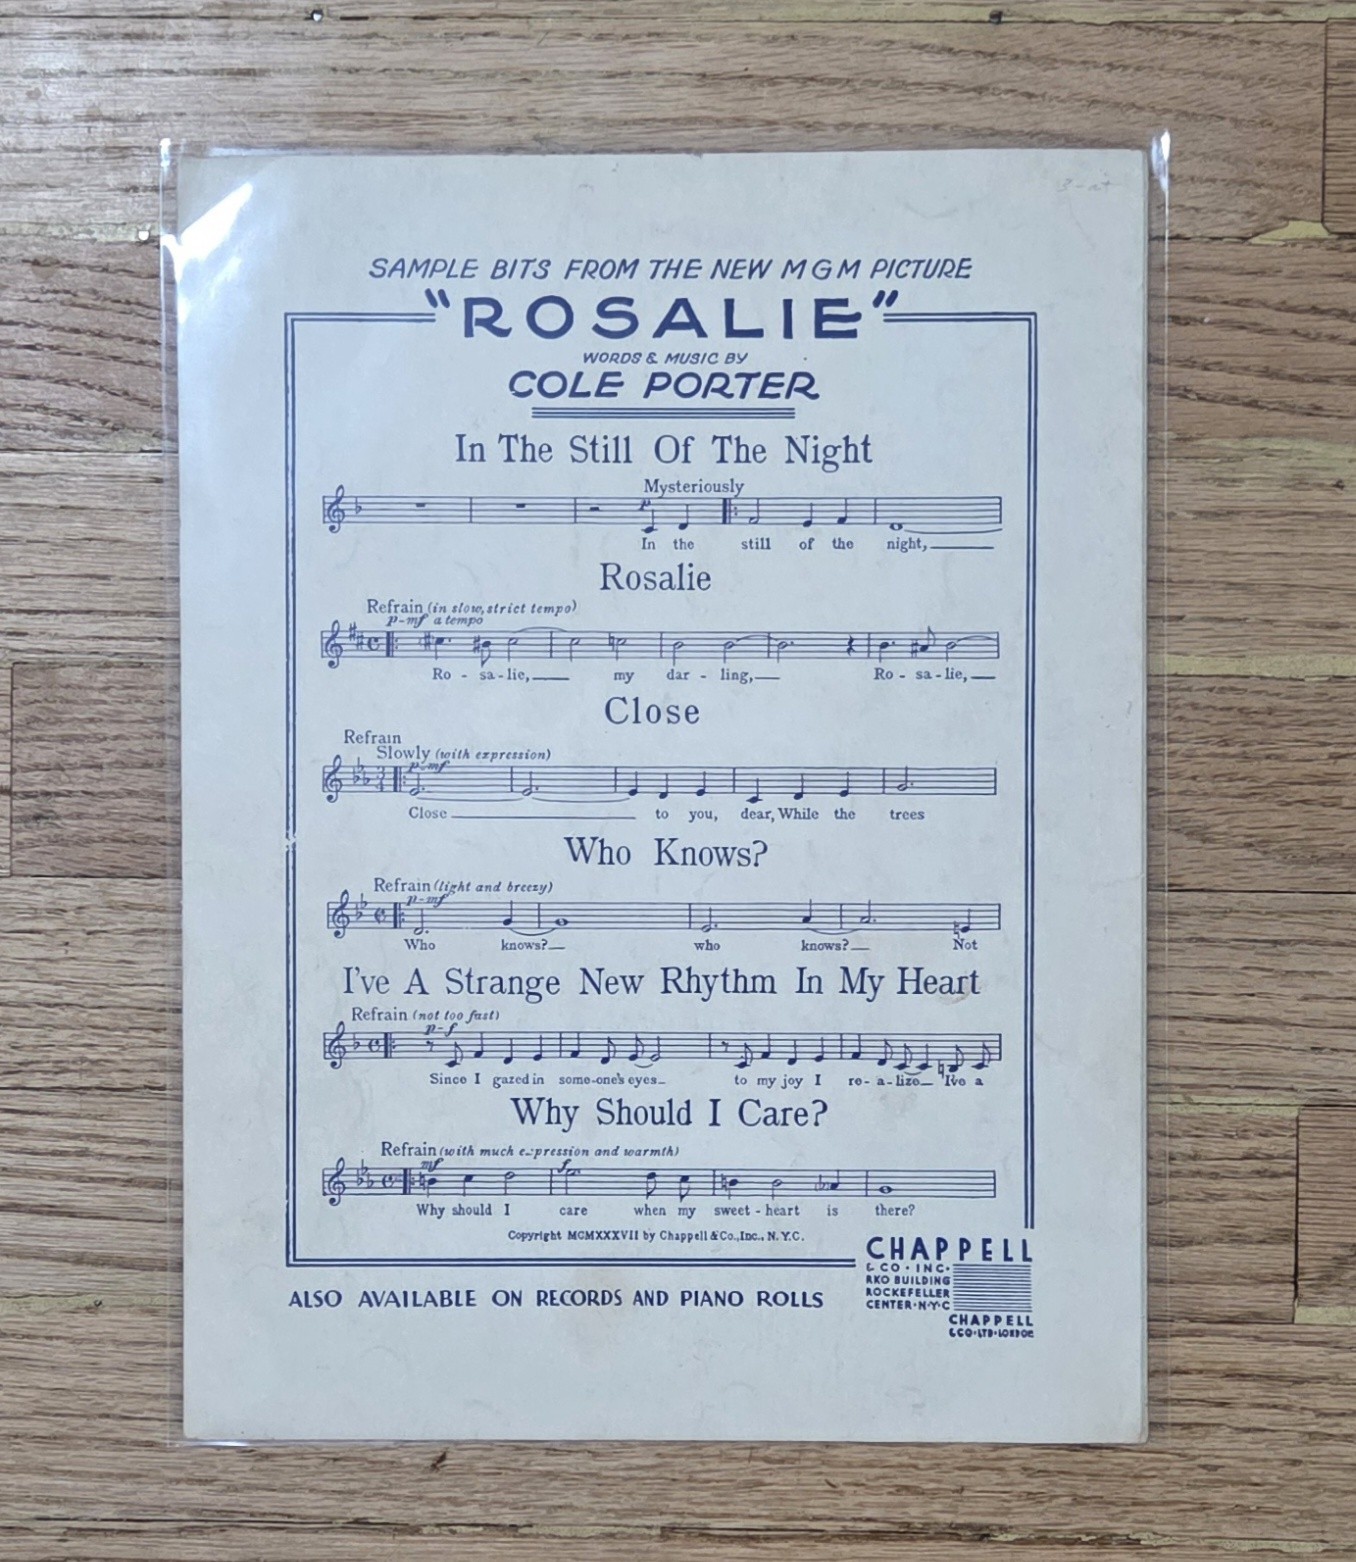 SAMPLE BITS FROM THE NEW MGM PICTURE
"ROSALIE"
WORDS & MUSIC BY
COLE PORTER
In The Still Of The Night
Mysteriously
p
In the still of the night,
Rosalie
Refrain (in slow, strict tempo)
p-mf a tempo
Ro - sa - lie, my dar - ling, Ro - sa - lie,
Close
Refrain
Slowly (with expression)
p-mf
Close to you, dear, While the trees
Who Knows?
Refrain (light and breezy)
p-mf
Who knows? who knows? Not
I've A Strange New Rhythm In My Heart
Refrain (not too fast)
p-f
Since I gazed in some-one's eyes to my joy I re-a-lize I've a
Why Should I Care?
Refrain (with much expression and warmth)
mf f
Why should I care when my sweet-heart is there?
Copyright MCMXXXVII by Chappell & Co., Inc., N.Y.C.
CHAPPELL
& CO · INC ·
RKO BUILDING
ROCKEFELLER
CENTER · N · Y · C
CHAPPELL
& CO · LTD · LONDON
ALSO AVAILABLE ON RECORDS AND PIANO ROLLS